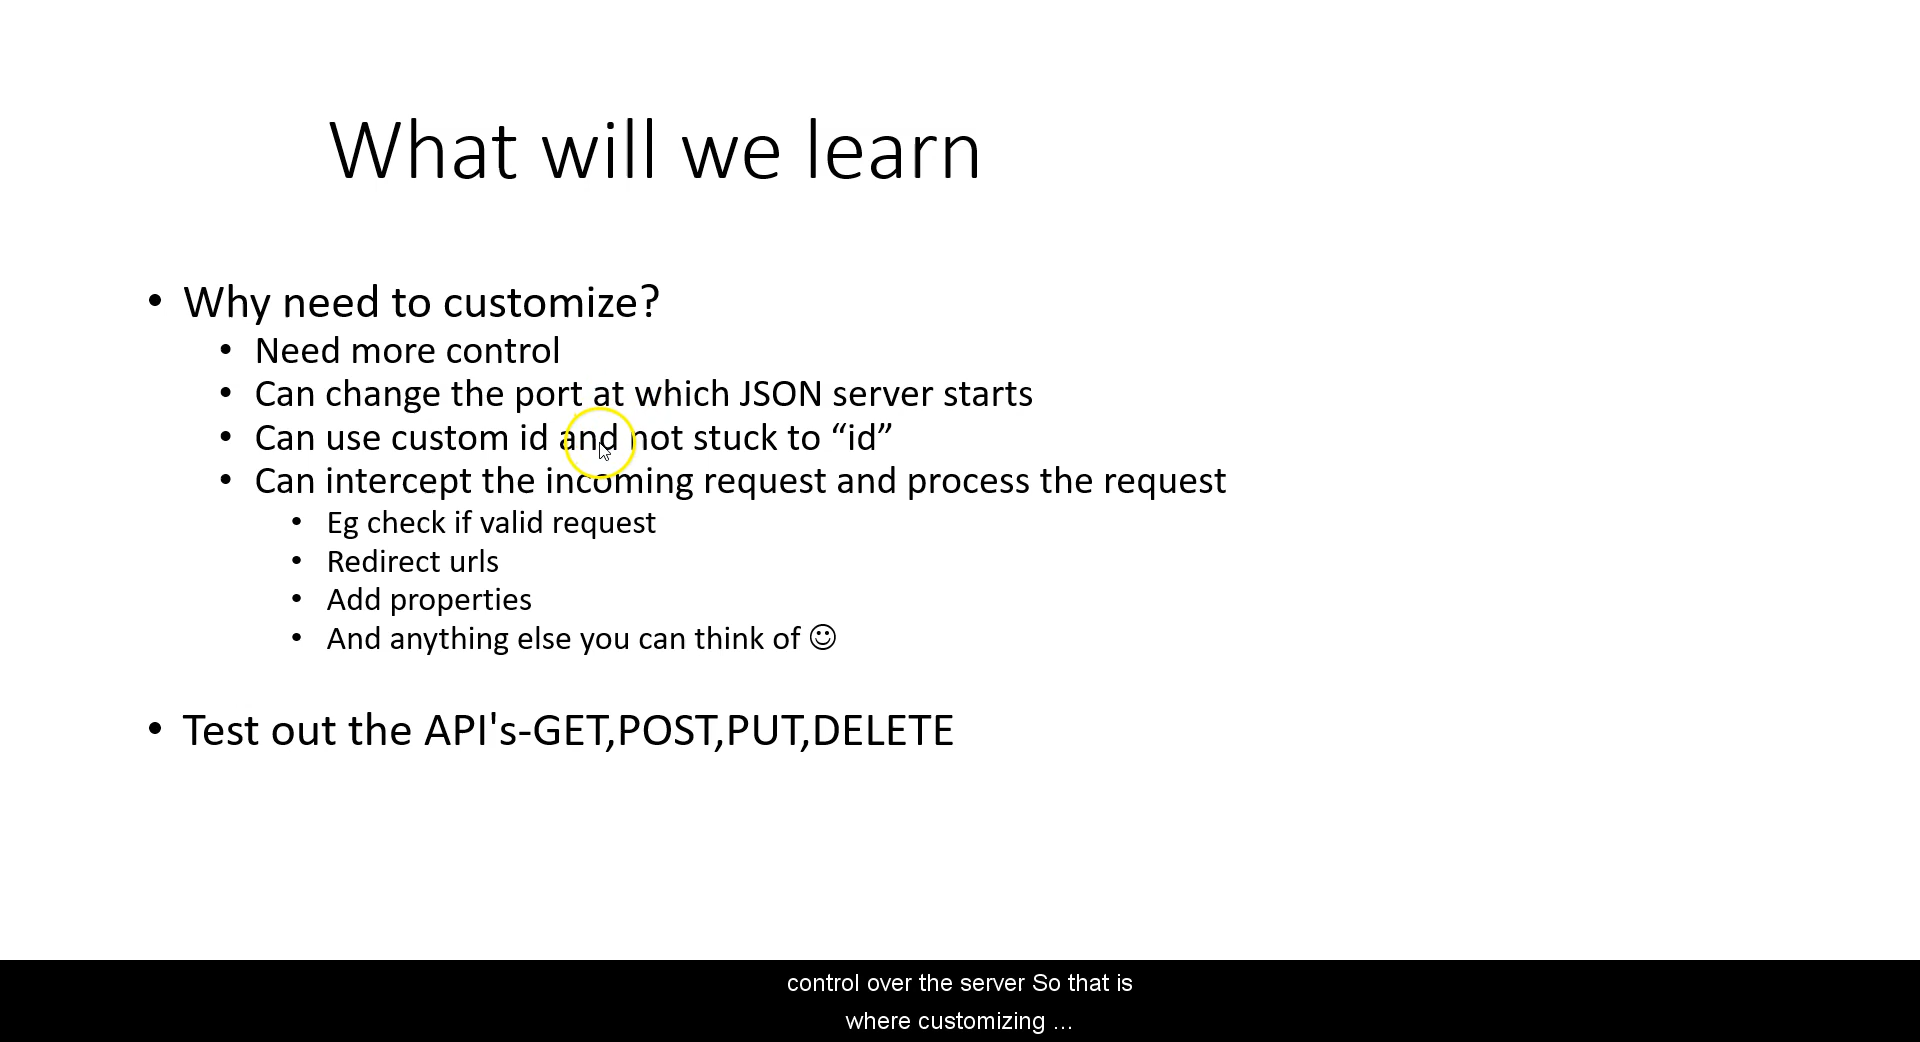 What will we learn
• Why need to customize?
• Need more control
• Can change the port at which JSON server starts
• Can use custom id and not stuck to “id”
• Can intercept the incoming request and process the request
• Eg check if valid request
• Redirect urls
• Add properties
• And anything else you can think of ☺
• Test out the API's-GET,POST,PUT,DELETE
control over the server So that is
where customizing ...